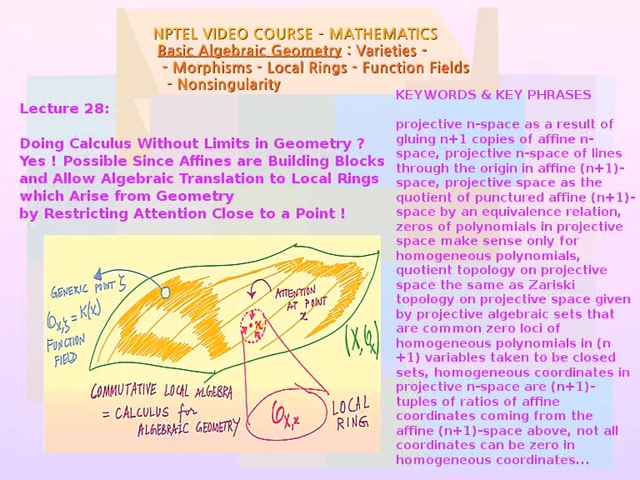 NPTEL VIDEO COURSE - MATHEMATICS
Basic Algebraic Geometry : Varieties -
- Morphisms - Local Rings - Function Fields
- Nonsingularity
Lecture 28:
Doing Calculus Without Limits in Geometry ?
Yes ! Possible Since Affines are Building Blocks
and Allow Algebraic Translation to Local Rings
which Arise from Geometry
by Restricting Attention Close to a Point !
GENERIC POINT ξ
O_{X,ξ} = K(X)
FUNCTION
FIELD
ATTENTION
AT POINT
x
x
(X, O_X)
COMMUTATIVE LOCAL ALGEBRA
= CALCULUS for
ALGEBRAIC GEOMETRY
O_{X,x}
LOCAL
RING
KEYWORDS & KEY PHRASES
projective n-space as a result of
gluing n+1 copies of affine n-
space, projective n-space of lines
through the origin in affine (n+1)-
space, projective space as the
quotient of punctured affine (n+1)-
space by an equivalence relation,
zeros of polynomials in projective
space make sense only for
homogeneous polynomials,
quotient topology on projective
space the same as Zariski
topology on projective space given
by projective algebraic sets that
are common zero loci of
homogeneous polynomials in (n
+1) variables taken to be closed
sets, homogeneous coordinates in
projective n-space are (n+1)-
tuples of ratios of affine
coordinates coming from the
affine (n+1)-space above, not all
coordinates can be zero in
homogeneous coordinates...